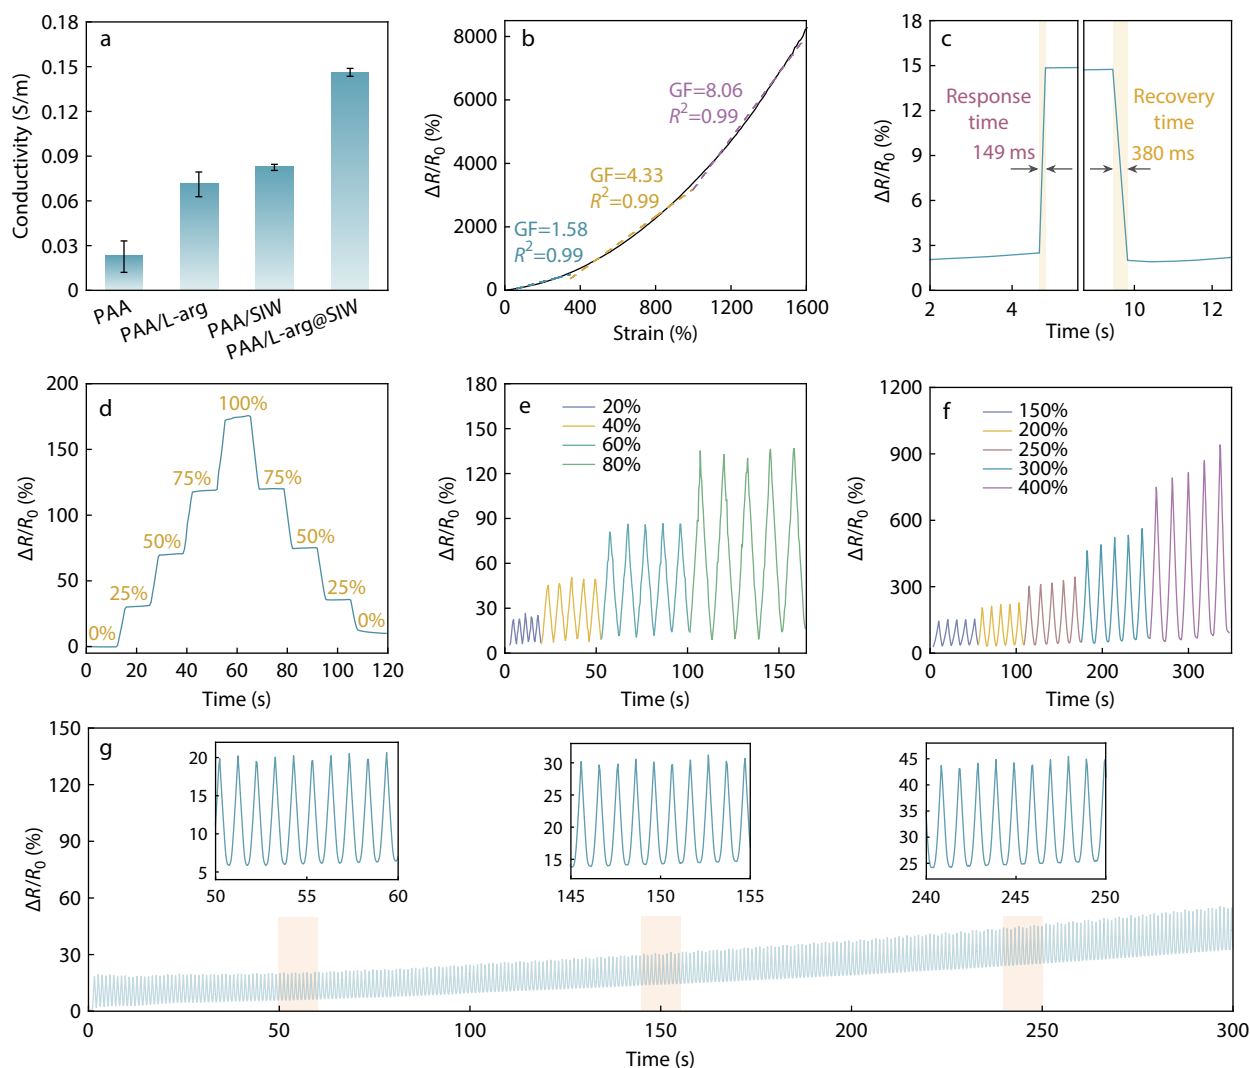 a
Conductivity (S/m)
0.18
0.15
0.12
0.09
0.06
0.03
0
PAA
PAA/L-arg
PAA/SIW
PAA/L-arg@SIW
b
ΔR/R0 (%)
8000
6000
4000
2000
0
GF=8.06
R2=0.99
GF=4.33
R2=0.99
GF=1.58
R2=0.99
0 400 800 1200 1600
Strain (%)
c
ΔR/R0 (%)
18
15
12
9
6
3
0
Response
time
149 ms
Recovery
time
380 ms
2 4 10 12
Time (s)
d
ΔR/R0 (%)
200
150
100
50
0
0%
25%
50%
75%
100%
75%
50%
25%
0%
0 20 40 60 80 100 120
Time (s)
e
ΔR/R0 (%)
180
150
120
90
60
30
0
20%
40%
60%
80%
0 50 100 150
Time (s)
f
ΔR/R0 (%)
1200
900
600
300
0
150%
200%
250%
300%
400%
0 100 200 300
Time (s)
g
ΔR/R0 (%)
150
120
90
60
30
0
20
15
10
5
50 55 60
30
25
20
15
145 150 155
45
40
35
30
25
240 245 250
0 50 100 150 200 250 300
Time (s)